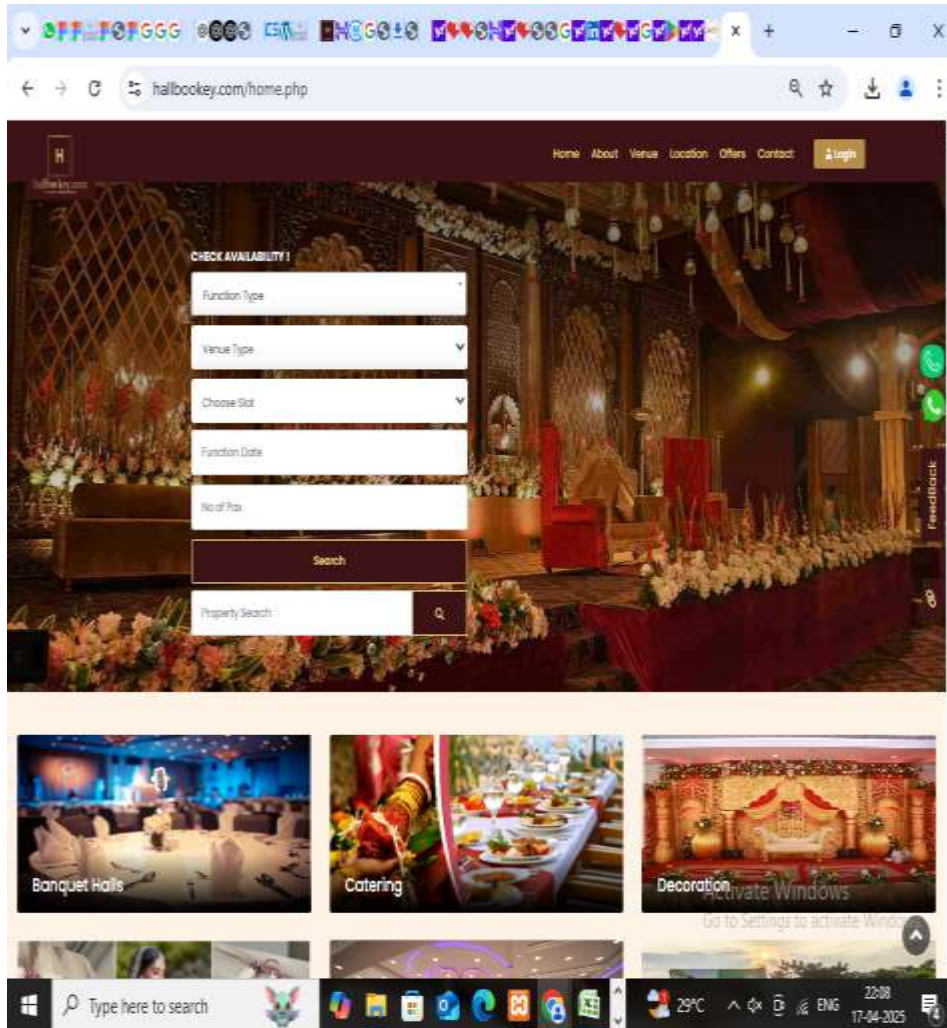 hallbookey.com/home.php
H
hallbookey.com
Home About Venue Location Offers Contact Login
CHECK AVAILABILITY !
Function Type
Venue Type
Choose Slot
Function Date
No of Pax
Search
Property Search
FeedBack
Banquet Halls
Catering
Decoration
Activate Windows
Go to Settings to activate Windows
Type here to search
29°C
ENG
22:08
17-04-2025